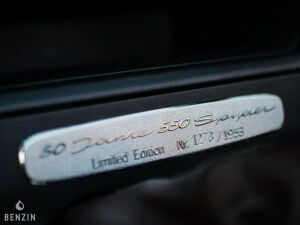 50 Jahre 550 Spyder
Limited Edition Nr. 1273/1953
BENZIN